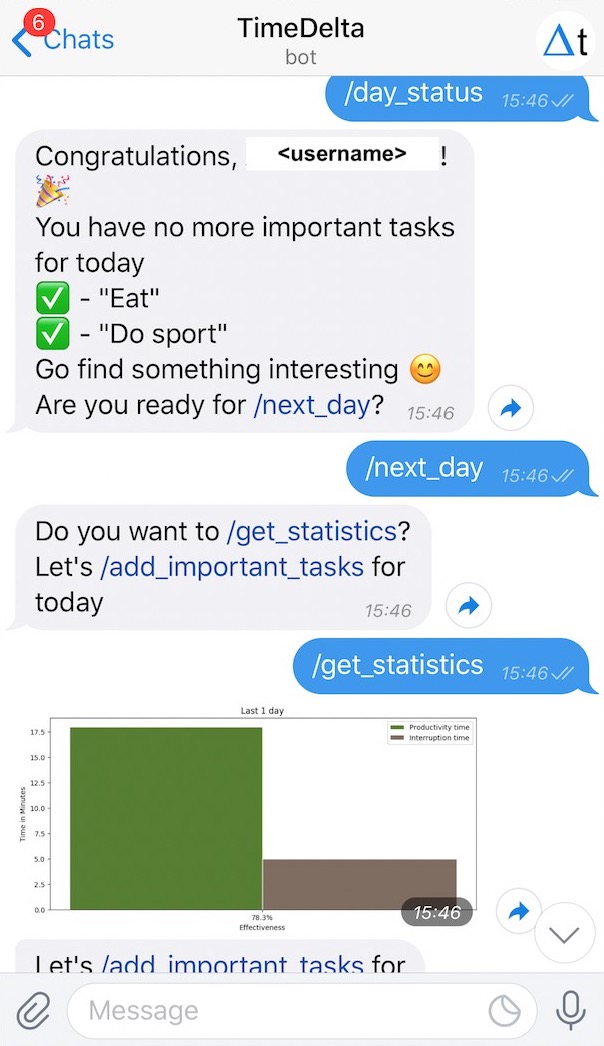 6
Chats
TimeDelta
bot
Δt
/day_status 15:46
Congratulations, <username> !
🎉
You have no more important tasks
for today
✅ - "Eat"
✅ - "Do sport"
Go find something interesting 😊
Are you ready for /next_day? 15:46
/next_day 15:46
Do you want to /get_statistics?
Let's /add_important_tasks for
today 15:46
/get_statistics 15:46
Last 1 day
Productivity time
Interruption time
17.5
15.0
12.5
10.0
7.5
5.0
2.5
0.0
Time in Minutes
78.3%
Effectiveness
15:46
Let's /add_important_tasks for
Message